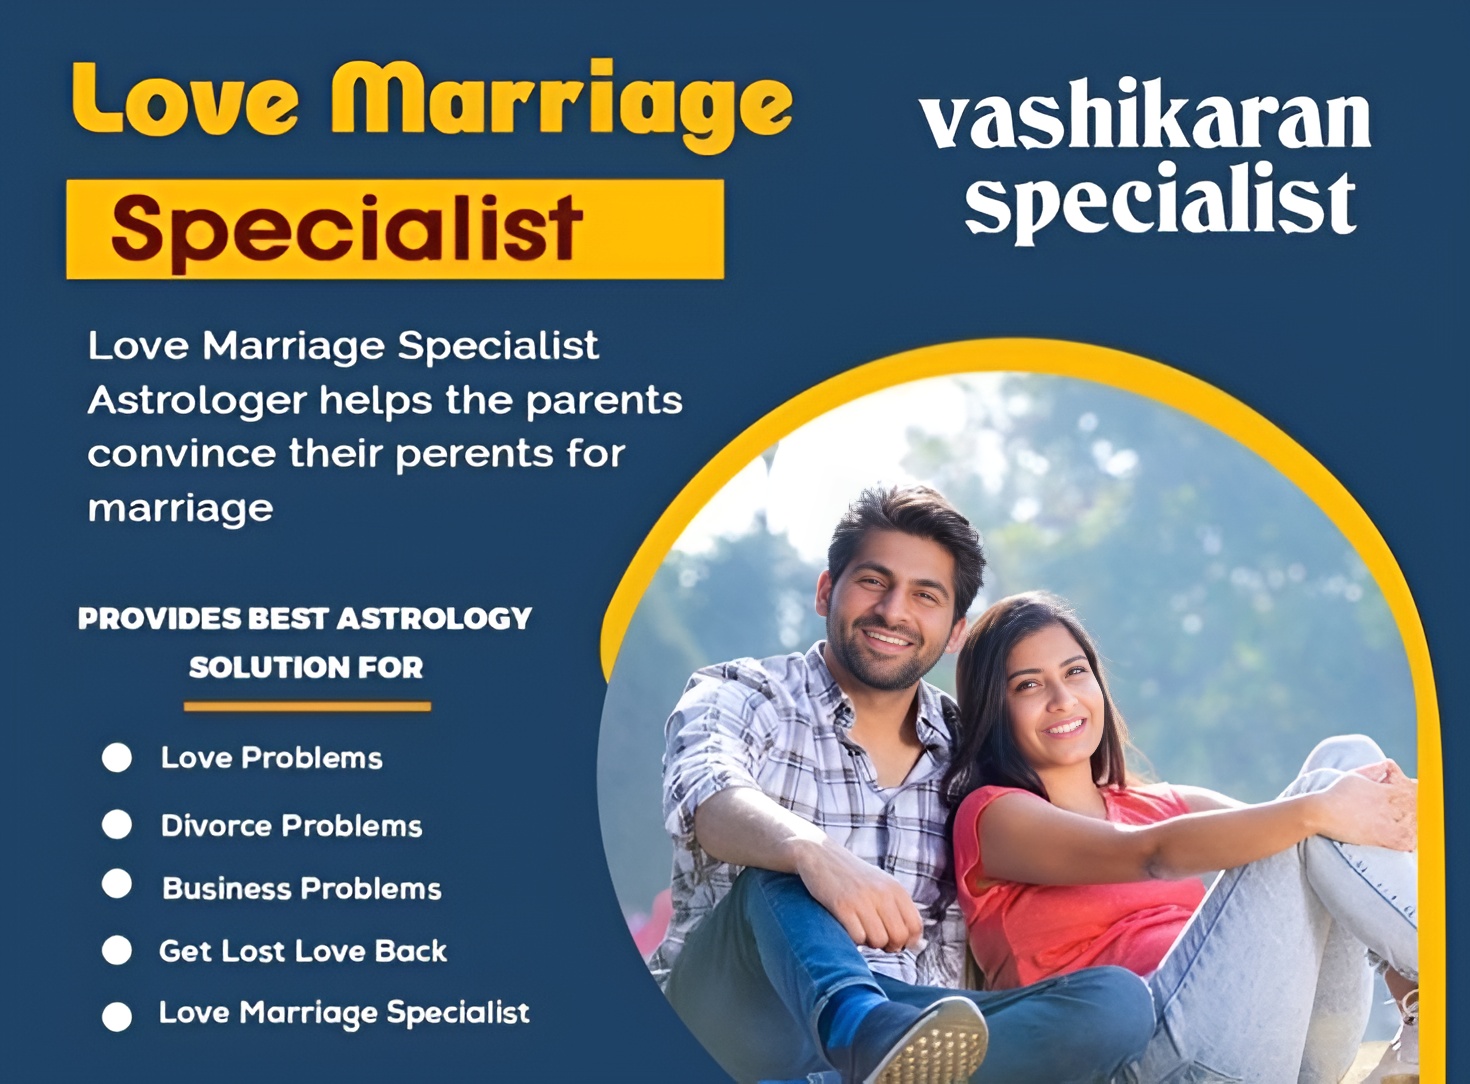 Love Marriage
Specialist
vashikaran
specialist
Love Marriage Specialist
Astrologer helps the parents
convince their perents for
marriage
PROVIDES BEST ASTROLOGY
SOLUTION FOR
Love Problems
Divorce Problems
Business Problems
Get Lost Love Back
Love Marriage Specialist